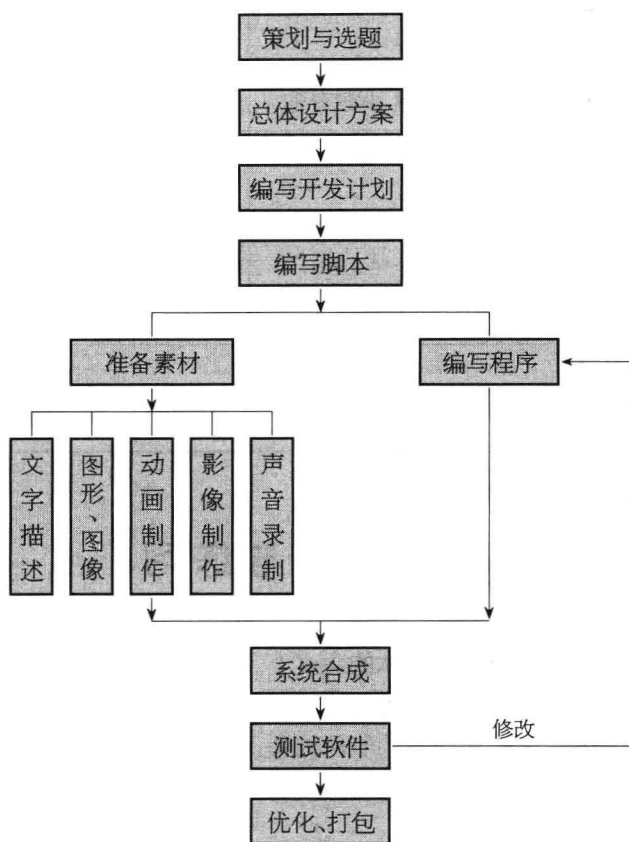 策划与选题
总体设计方案
编写开发计划
编写脚本
准备素材
编写程序
文字描述
图形、图像
动画制作
影像制作
声音录制
系统合成
测试软件
修改
优化、打包